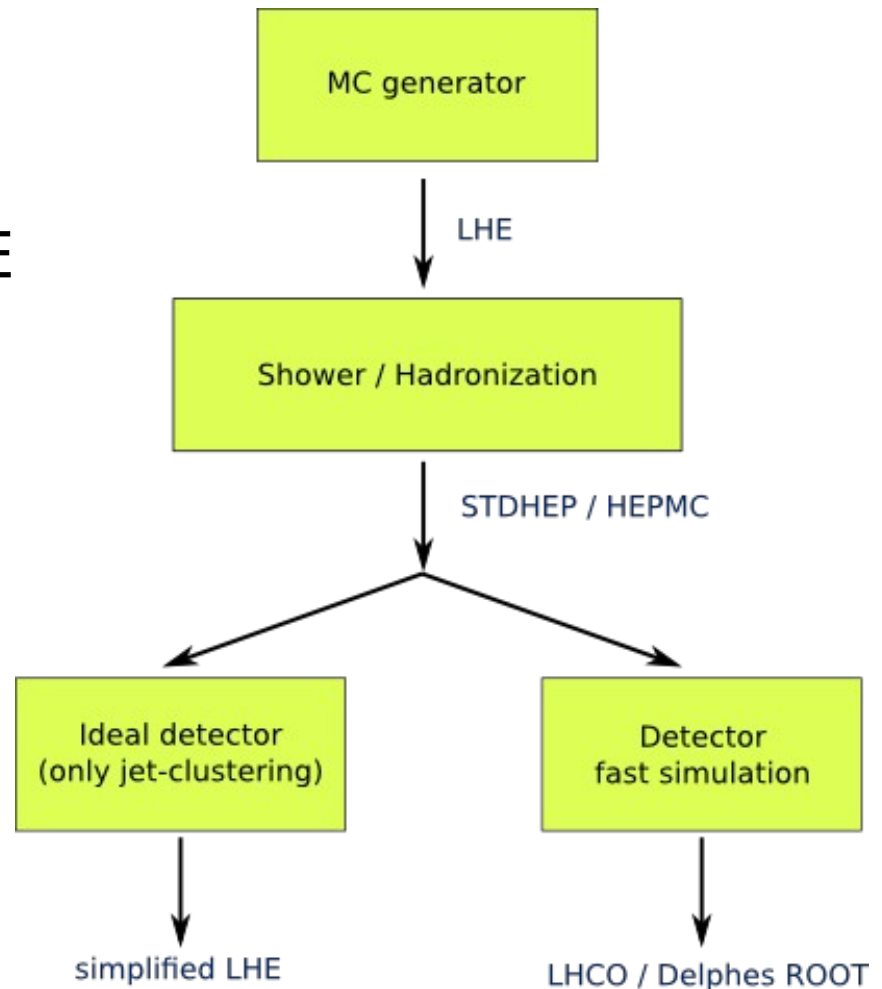 MC generator
LHE
E
Shower / Hadronization
STDHEP / HEPMC
Ideal detector
(only jet-clustering)
Detector
fast simulation
simplified LHE
LHCO / Delphes ROOT